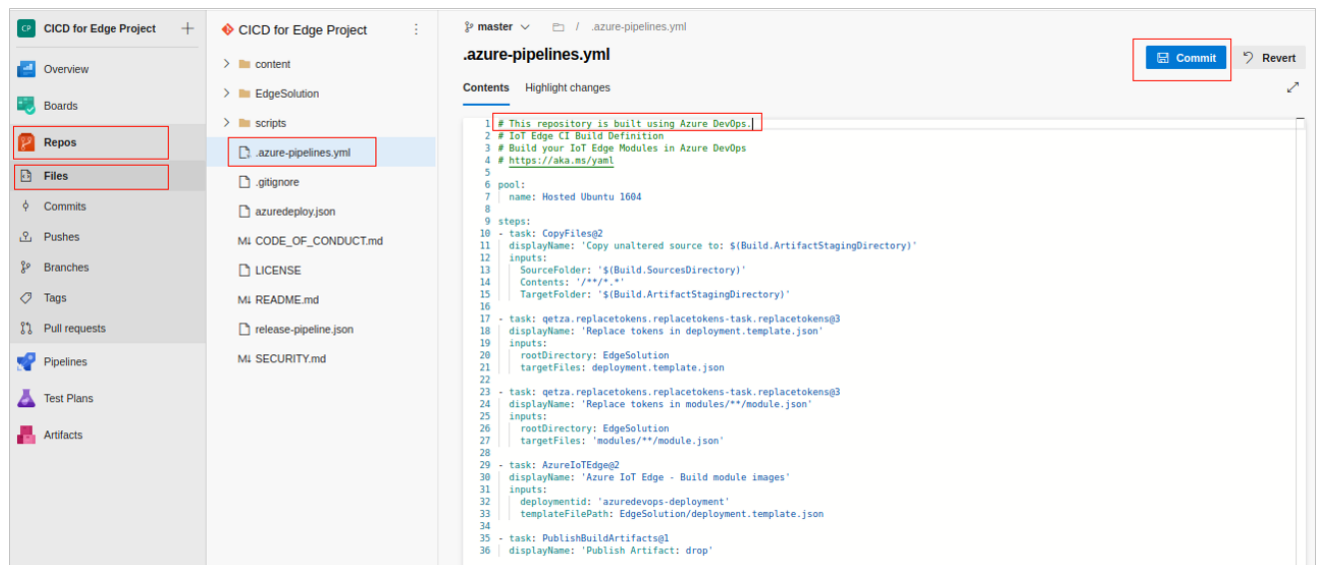 CP CICD for Edge Project
Overview
Boards
Repos
Files
Commits
Pushes
Branches
Tags
Pull requests
Pipelines
Test Plans
Artifacts
CICD for Edge Project
content
EdgeSolution
scripts
.azure-pipelines.yml
.gitignore
azuredeploy.json
M↓ CODE_OF_CONDUCT.md
LICENSE
M↓ README.md
release-pipeline.json
M↓ SECURITY.md
master / .azure-pipelines.yml
.azure-pipelines.yml
Commit Revert
Contents Highlight changes
1 # This repository is built using Azure DevOps.
2 # IoT Edge CI Build Definition
3 # Build your IoT Edge Modules in Azure DevOps
4 # https://aka.ms/yaml
5
6 pool:
7 name: Hosted Ubuntu 1604
8
9 steps:
10 - task: CopyFiles@2
11 displayName: 'Copy unaltered source to: $(Build.ArtifactStagingDirectory)'
12 inputs:
13 SourceFolder: '$(Build.SourcesDirectory)'
14 Contents: '/**/*.*'
15 TargetFolder: '$(Build.ArtifactStagingDirectory)'
16
17 - task: qetza.replacetokens.replacetokens-task.replacetokens@3
18 displayName: 'Replace tokens in deployment.template.json'
19 inputs:
20 rootDirectory: EdgeSolution
21 targetFiles: deployment.template.json
22
23 - task: qetza.replacetokens.replacetokens-task.replacetokens@3
24 displayName: 'Replace tokens in modules/**/module.json'
25 inputs:
26 rootDirectory: EdgeSolution
27 targetFiles: 'modules/**/module.json'
28
29 - task: AzureIoTEdge@2
30 displayName: 'Azure IoT Edge - Build module images'
31 inputs:
32 deploymentid: 'azuredevops-deployment'
33 templateFilePath: EdgeSolution/deployment.template.json
34
35 - task: PublishBuildArtifacts@1
36 displayName: 'Publish Artifact: drop'